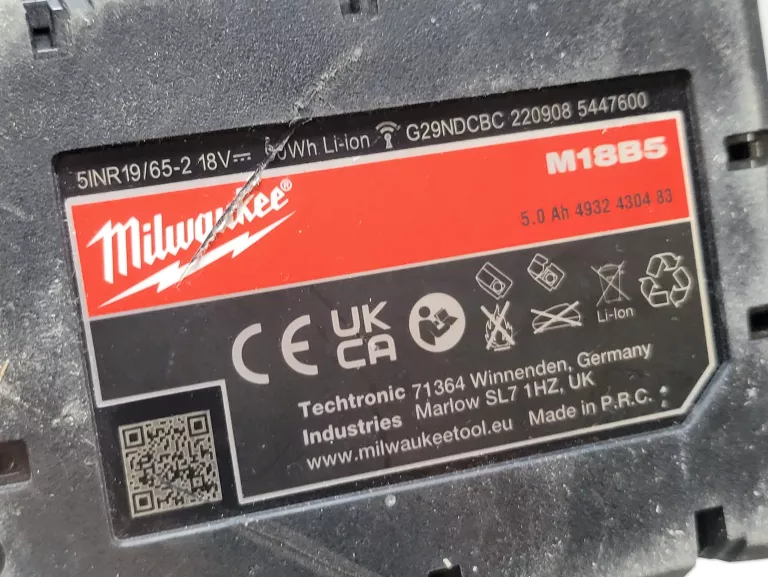 5INR19/65-2 18V⎓ Wh Li-ion G29NDCBC 220908 5447600
Milwaukee®
M18B5
5.0 Ah 4932 4304 83
CE UK CA
Li-Ion
Techtronic 71364 Winnenden, Germany
Industries Marlow SL7 1HZ, UK
www.milwaukeetool.eu Made in P.R.C.